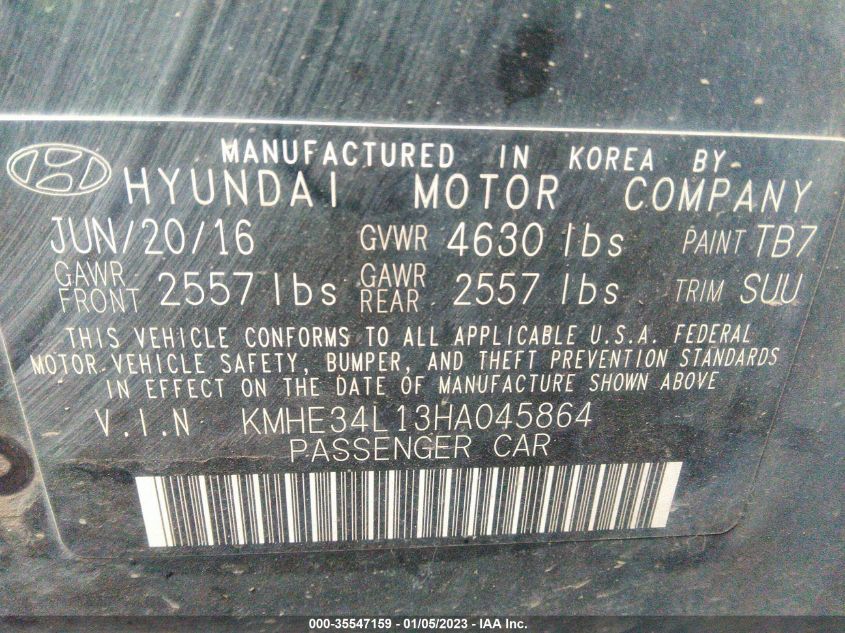 MANUFACTURED IN KOREA BY
HYUNDAI MOTOR COMPANY
JUN/20/16 GVWR 4630 lbs PAINT TB7
GAWR FRONT 2557 lbs GAWR REAR 2557 lbs TRIM SUU
THIS VEHICLE CONFORMS TO ALL APPLICABLE U.S.A. FEDERAL
MOTOR VEHICLE SAFETY, BUMPER, AND THEFT PREVENTION STANDARDS
IN EFFECT ON THE DATE OF MANUFACTURE SHOWN ABOVE
V.I.N KMHE34L13HA045864
PASSENGER CAR
000-35547159 - 01/05/2023 - IAA Inc.